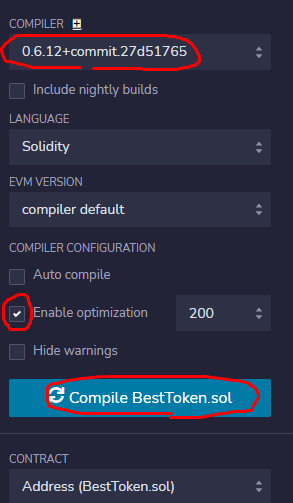 COMPILER
0.6.12+commit.27d51765
Include nightly builds
LANGUAGE
Solidity
EVM VERSION
compiler default
COMPILER CONFIGURATION
Auto compile
Enable optimization 200
Hide warnings
Compile BestToken.sol
CONTRACT
Address (BestToken.sol)